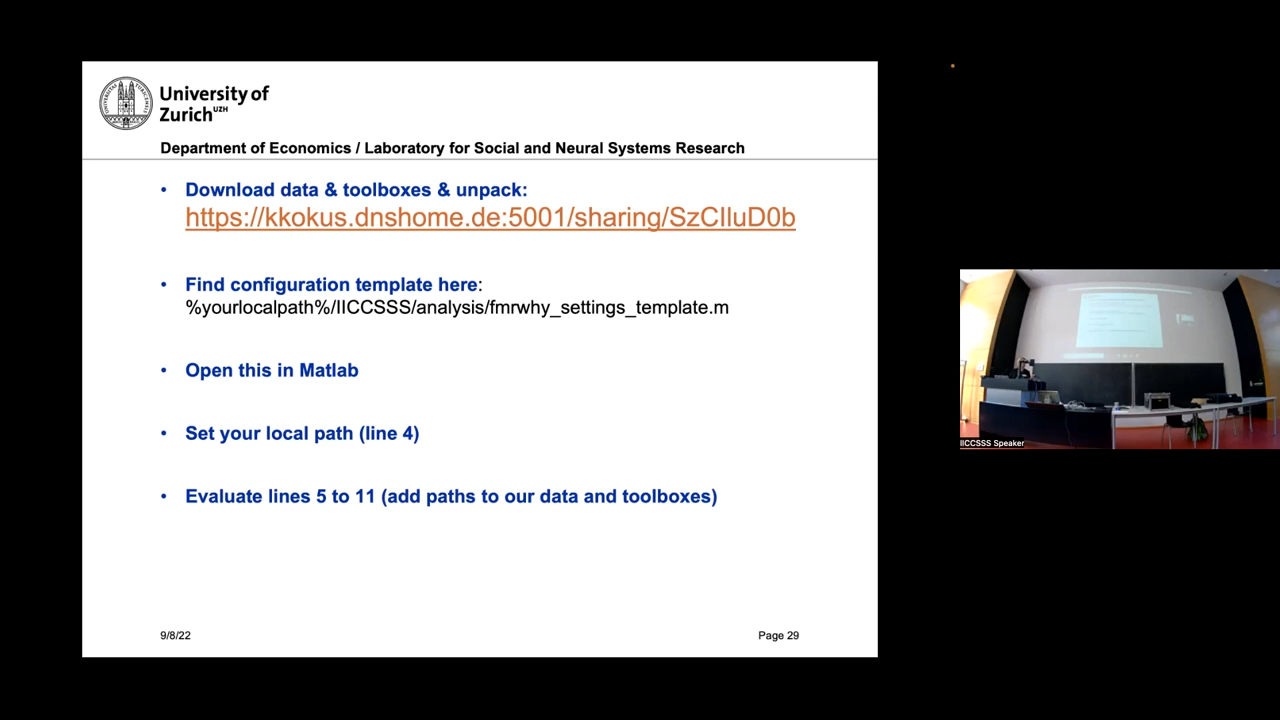 University of
Zurich UZH
Department of Economics / Laboratory for Social and Neural Systems Research
• Download data & toolboxes & unpack:
https://kkokus.dnshome.de:5001/sharing/SzCIluD0b
• Find configuration template here:
%yourlocalpath%/IICCSSS/analysis/fmrwhy_settings_template.m
• Open this in Matlab
• Set your local path (line 4)
• Evaluate lines 5 to 11 (add paths to our data and toolboxes)
9/8/22
Page 29
IICCSSS Speaker